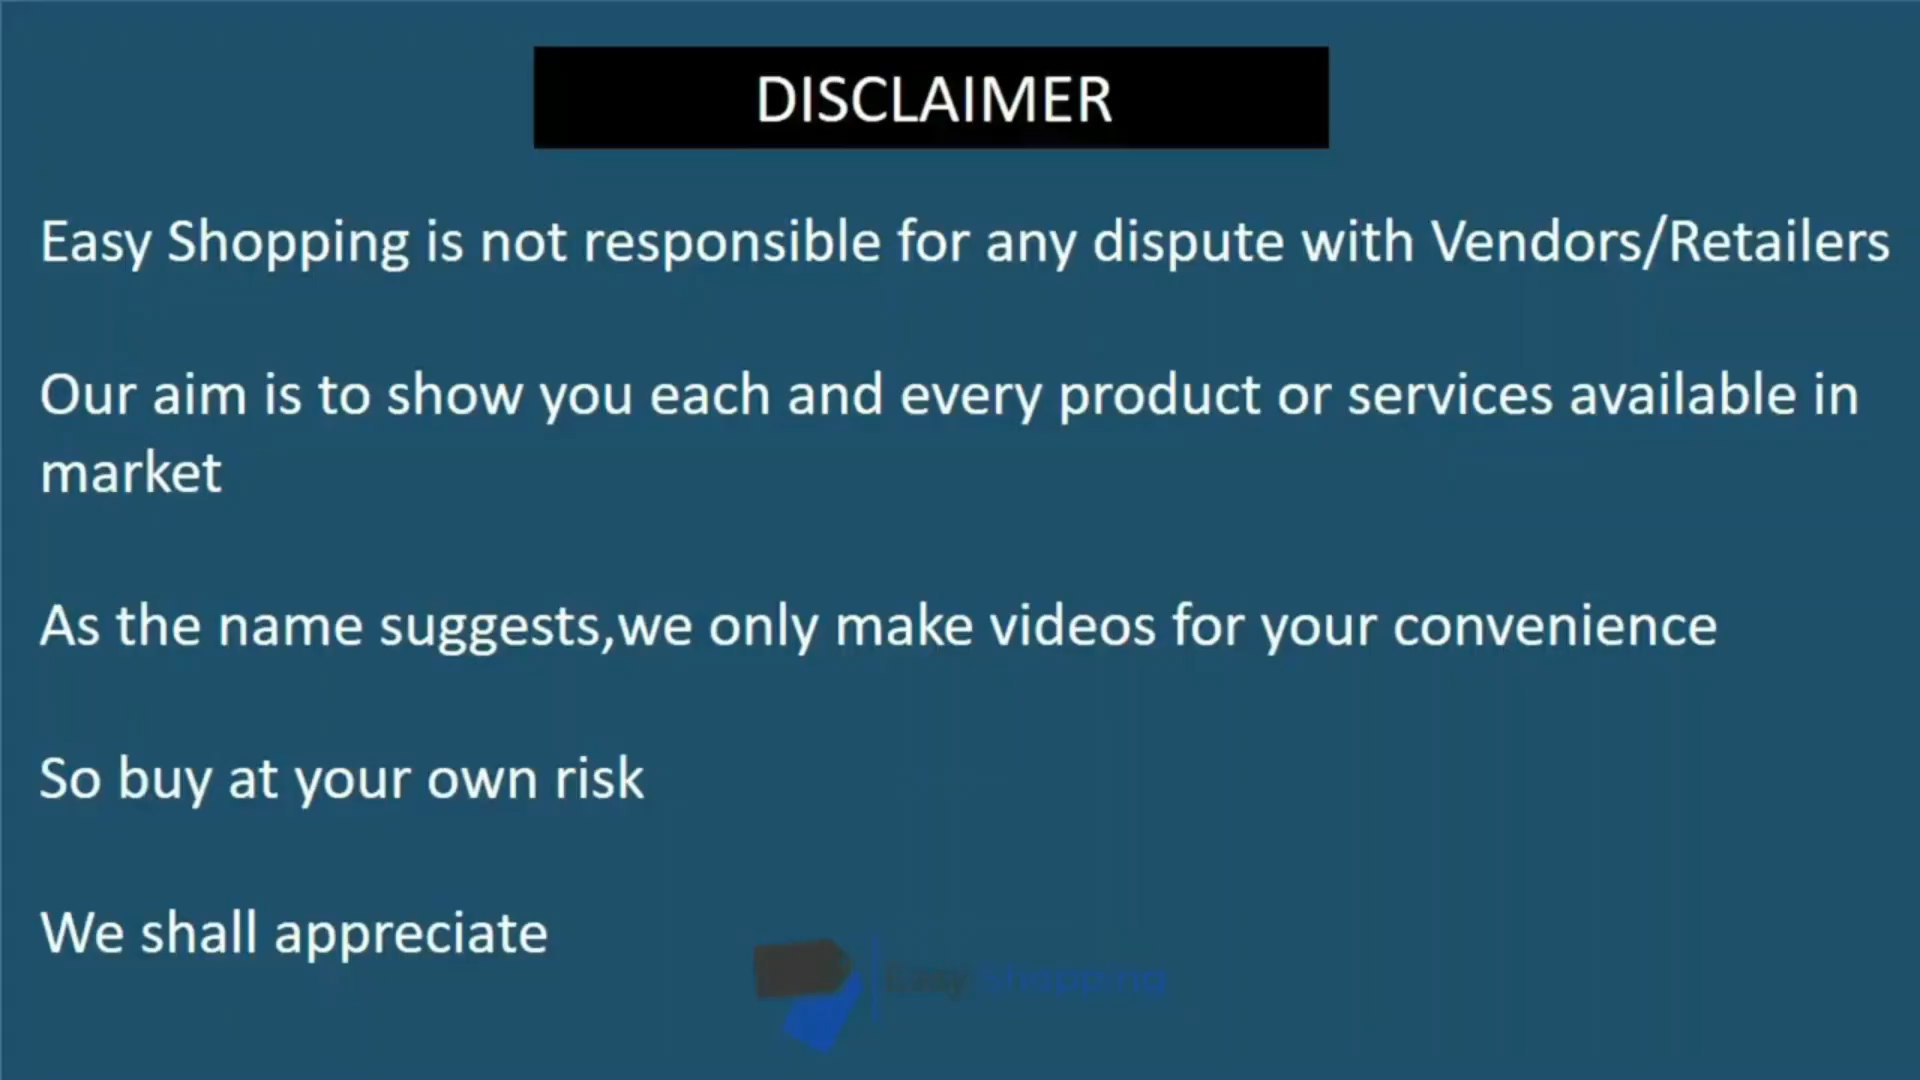 DISCLAIMER
Easy Shopping is not responsible for any dispute with Vendors/Retailers
Our aim is to show you each and every product or services available in
market
As the name suggests,we only make videos for your convenience
So buy at your own risk
We shall appreciate
Easy Shopping